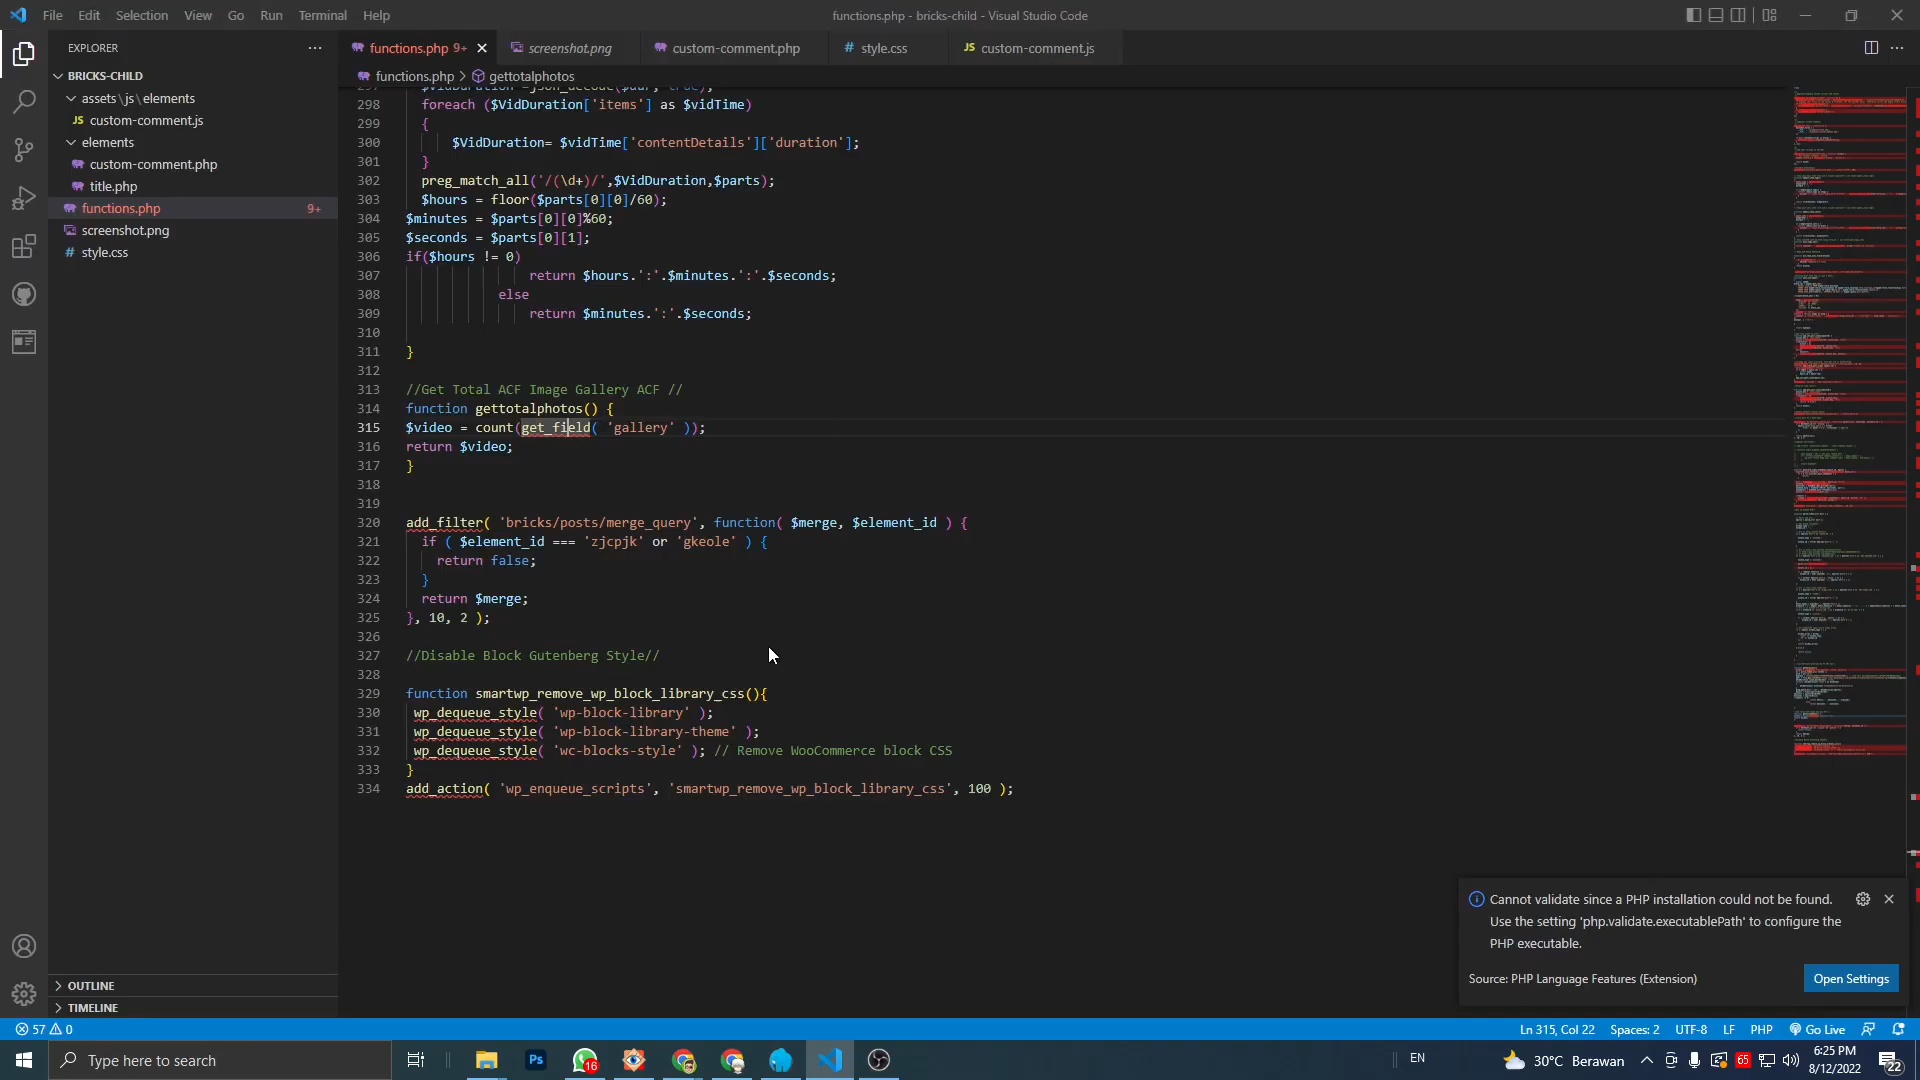 File Edit Selection View Go Run Terminal Help
functions.php - bricks-child - Visual Studio Code
EXPLORER
BRICKS-CHILD
assets\js\elements
JS custom-comment.js
elements
custom-comment.php
title.php
functions.php 9+
screenshot.png
# style.css
OUTLINE
TIMELINE
functions.php 9+
screenshot.png
custom-comment.php
# style.css
JS custom-comment.js
functions.php > gettotalphotos
298 foreach ($VidDuration['items'] as $vidTime)
299 {
300 $VidDuration= $vidTime['contentDetails']['duration'];
301 }
302 preg_match_all('/(\d+)/',$VidDuration,$parts);
303 $hours = floor($parts[0][0]/60);
304 $minutes = $parts[0][0]%60;
305 $seconds = $parts[0][1];
306 if($hours != 0)
307 return $hours.':'.$minutes.':'.$seconds;
308 else
309 return $minutes.':'.$seconds;
310
311 }
312
313 //Get Total ACF Image Gallery ACF //
314 function gettotalphotos() {
315 $video = count(get_field( 'gallery' ));
316 return $video;
317 }
318
319
320 add_filter( 'bricks/posts/merge_query', function( $merge, $element_id ) {
321 if ( $element_id === 'zjcpjk' or 'gkeole' ) {
322 return false;
323 }
324 return $merge;
325 }, 10, 2 );
326
327 //Disable Block Gutenberg Style//
328
329 function smartwp_remove_wp_block_library_css(){
330 wp_dequeue_style( 'wp-block-library' );
331 wp_dequeue_style( 'wp-block-library-theme' );
332 wp_dequeue_style( 'wc-blocks-style' ); // Remove WooCommerce block CSS
333 }
334 add_action( 'wp_enqueue_scripts', 'smartwp_remove_wp_block_library_css', 100 );
Cannot validate since a PHP installation could not be found.
Use the setting 'php.validate.executablePath' to configure the
PHP executable.
Source: PHP Language Features (Extension)
Open Settings
57 0
Ln 315, Col 22 Spaces: 2 UTF-8 LF PHP Go Live
Type here to search
Ps
16
EN
30°C Berawan
65
6:25 PM
8/12/2022
22